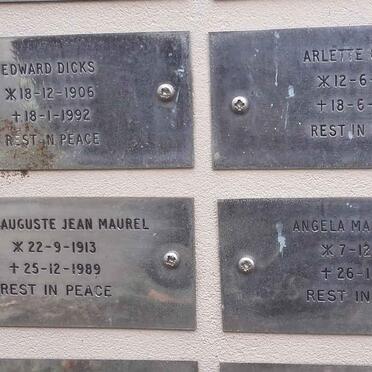 EDWARD DICKS
*18-12-1906
+18-1-1992
REST IN PEACE
ARLETTE
*12-6-
+18-6-
REST IN
AUGUSTE JEAN MAUREL
* 22-9-1913
+ 25-12-1989
REST IN PEACE
ANGELA MA
* 7-12
+ 26-1
REST IN